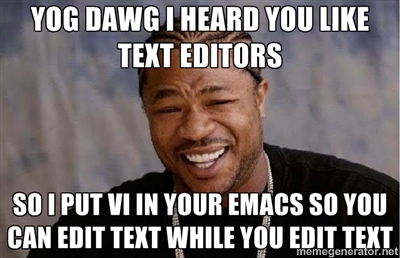 YOG DAWG I HEARD YOU LIKE
TEXT EDITORS
SO I PUT VI IN YOUR EMACS SO YOU
CAN EDIT TEXT WHILE YOU EDIT TEXT
memegenerator.net